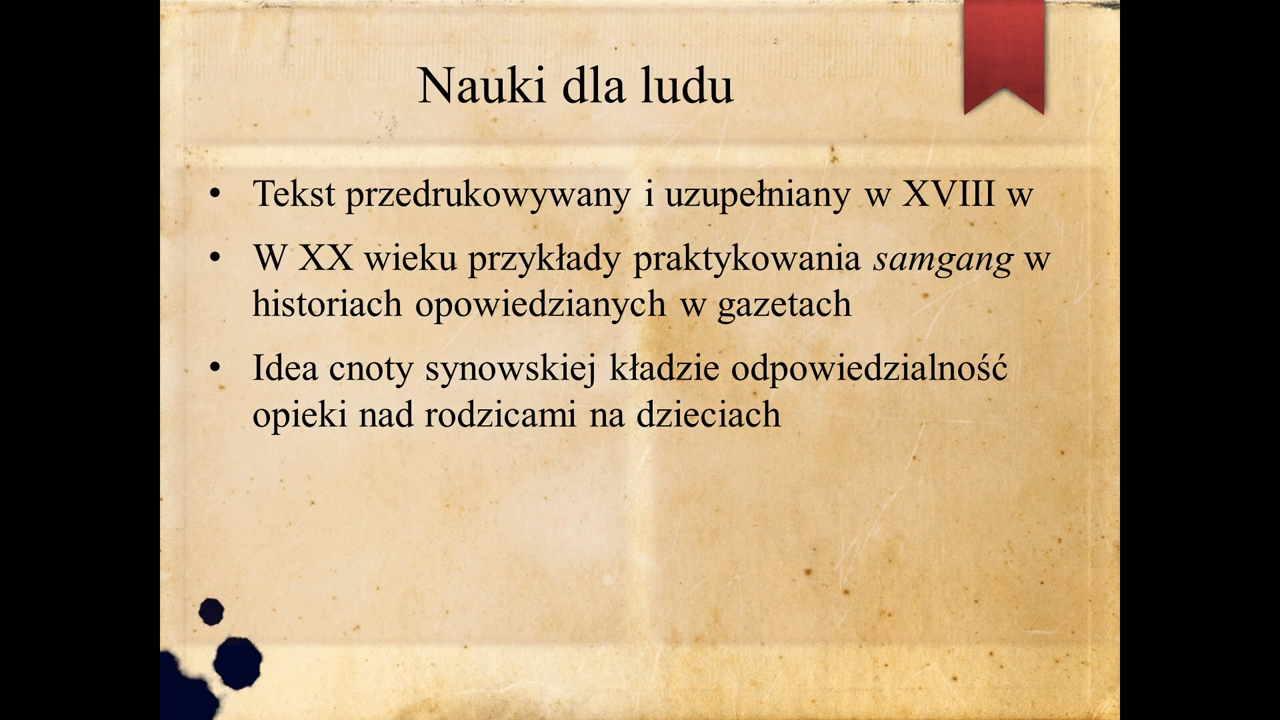 Nauki dla ludu
• Tekst przedrukowywany i uzupełniany w XVIII w
• W XX wieku przykłady praktykowania samgang w
historiach opowiedzianych w gazetach
• Idea cnoty synowskiej kładzie odpowiedzialność
opieki nad rodzicami na dzieciach